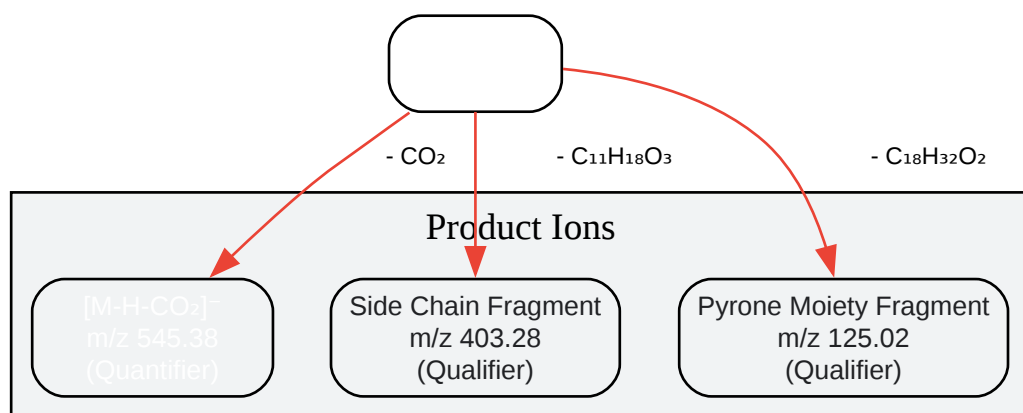 - CO₂
- C₁₁H₁₈O₃
- C₁₈H₃₂O₂
Product Ions
[M-H-CO₂]⁻
m/z 545.38
(Quantifier)
Side Chain Fragment
m/z 403.28
(Qualifier)
Pyrone Moiety Fragment
m/z 125.02
(Qualifier)